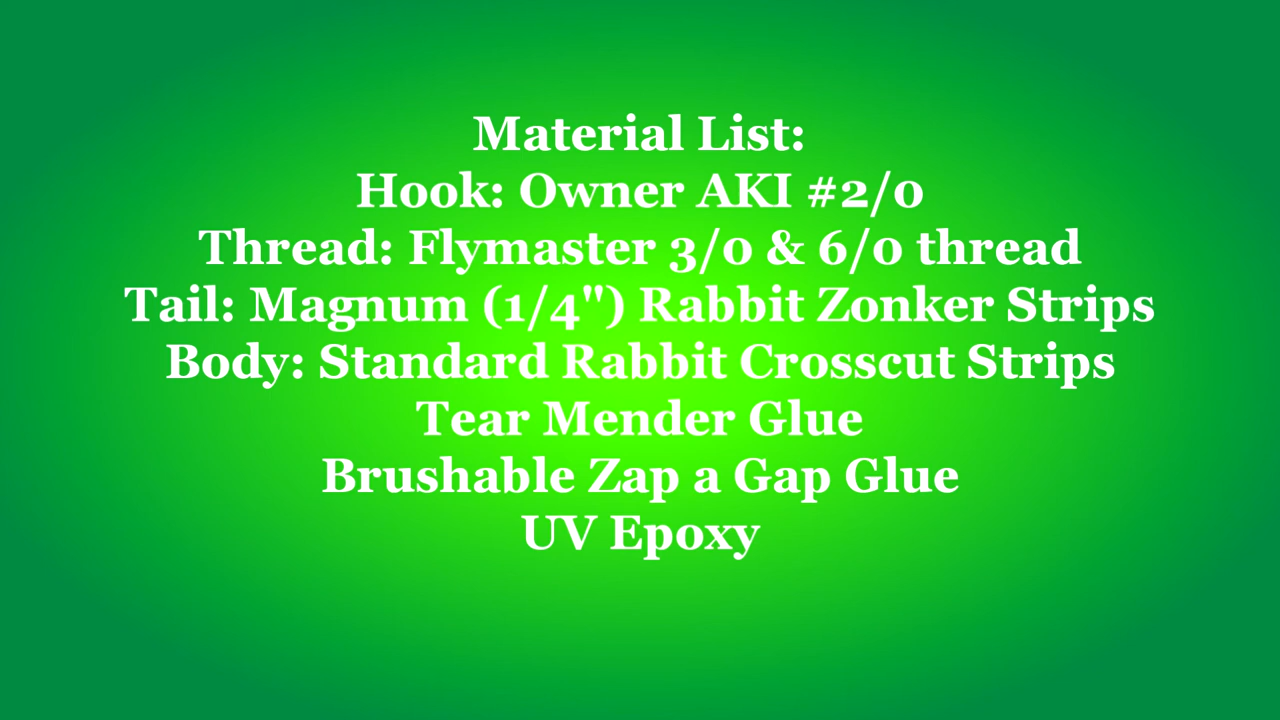 Material List:
Hook: Owner AKI #2/0
Thread: Flymaster 3/0 & 6/0 thread
Tail: Magnum (1/4") Rabbit Zonker Strips
Body: Standard Rabbit Crosscut Strips
Tear Mender Glue
Brushable Zap a Gap Glue
UV Epoxy